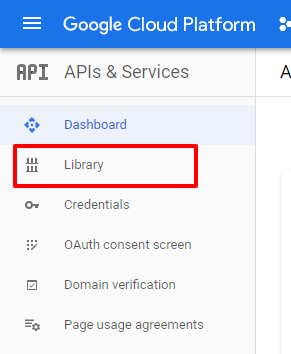 Google Cloud Platform
API APIs & Services
Dashboard
Library
Credentials
OAuth consent screen
Domain verification
Page usage agreements